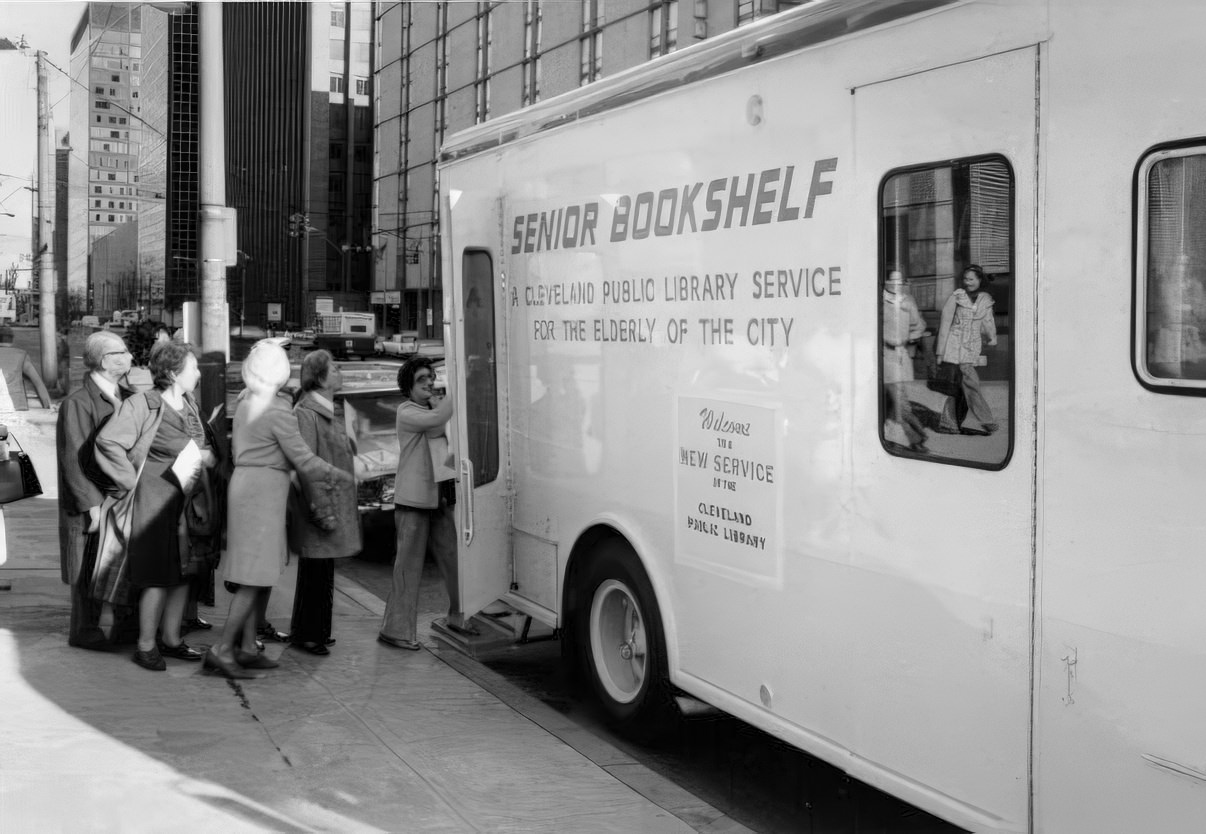 SENIOR BOOKSHELF
A CLEVELAND PUBLIC LIBRARY SERVICE
FOR THE ELDERLY OF THE CITY
Welcome
NEW SERVICE
OF THE
CLEVELAND
PUBLIC LIBRARY